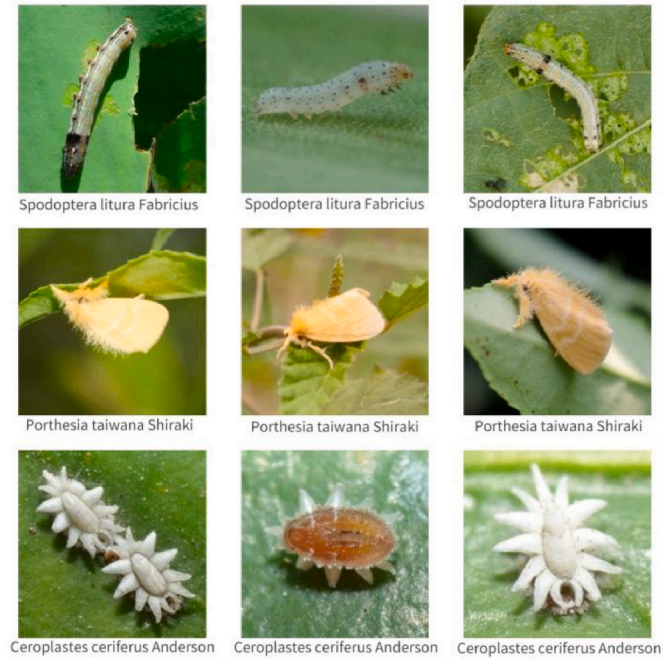 Spodoptera litura Fabricius
Spodoptera litura Fabricius
Spodoptera litura Fabricius
Porthesia taiwana Shiraki
Porthesia taiwana Shiraki
Porthesia taiwana Shiraki
Ceroplastes ceriferus Anderson
Ceroplastes ceriferus Anderson
Ceroplastes ceriferus Anderson